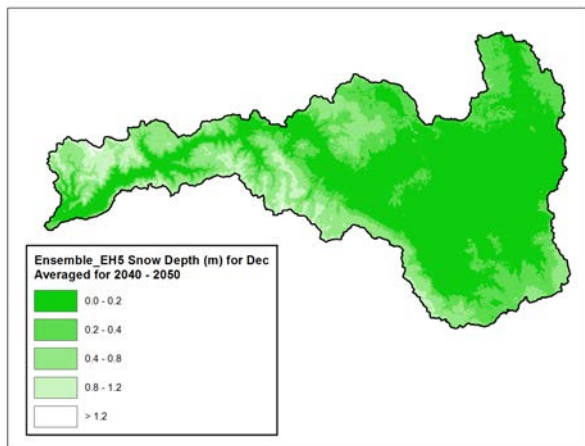 Ensemble_EH5 Snow Depth (m) for Dec
Averaged for 2040 - 2050
0.0 - 0.2
0.2 - 0.4
0.4 - 0.8
0.8 - 1.2
> 1.2